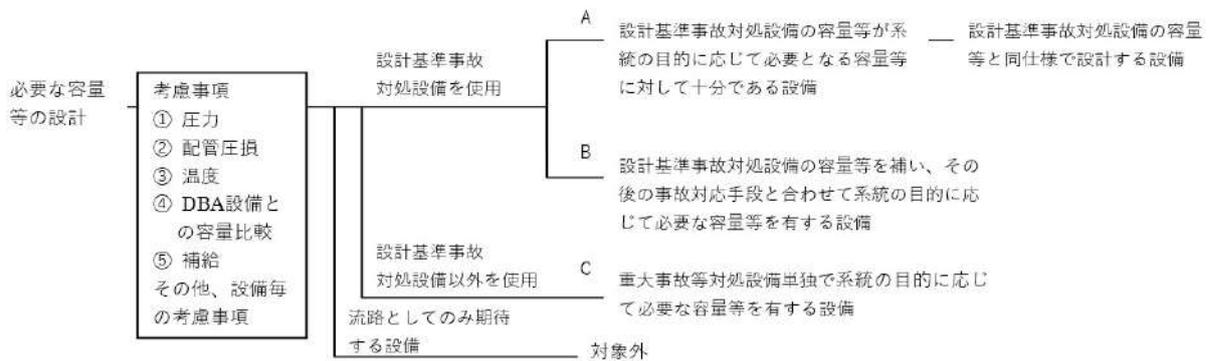 必要な容量
等の設計
考慮事項
① 圧力
② 配管圧損
③ 温度
④ DBA設備と
の容量比較
⑤ 補給
その他、設備毎
の考慮事項
設計基準事故
対処設備を使用
A
設計基準事故対処設備の容量等が系
統の目的に応じて必要となる容量等
に対して十分である設備
設計基準事故対処設備の容量
等と同仕様で設計する設備
B
設計基準事故対処設備の容量等を補い、その
後の事故対応手段と合わせて系統の目的に応
じて必要な容量等を有する設備
設計基準事故
対処設備以外を使用
C
重大事故等対処設備単独で系統の目的に応じ
て必要な容量等を有する設備
流路としてのみ期待
する設備
対象外